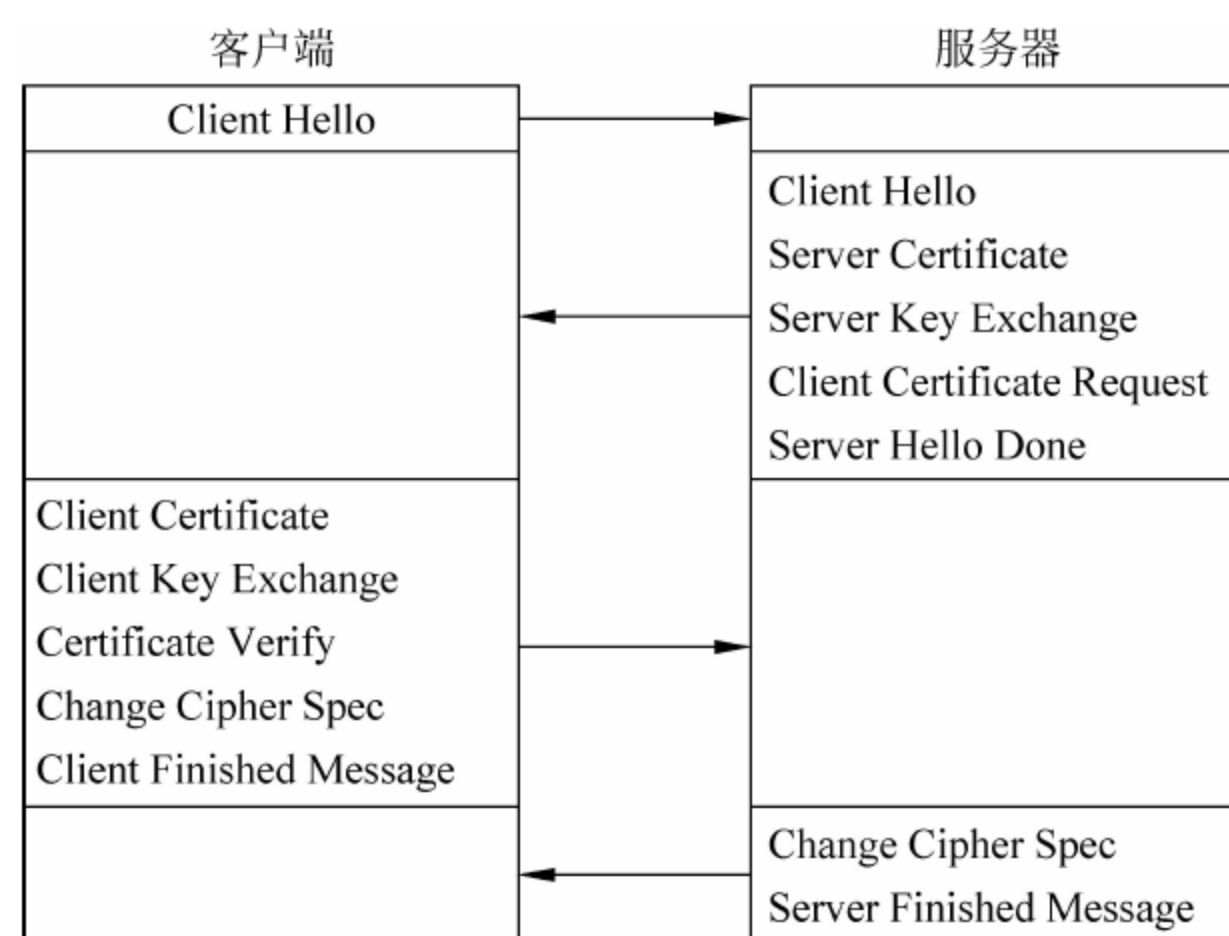 客户端
服务器
Client Hello
Client Hello
Server Certificate
Server Key Exchange
Client Certificate Request
Server Hello Done
Client Certificate
Client Key Exchange
Certificate Verify
Change Cipher Spec
Client Finished Message
Change Cipher Spec
Server Finished Message